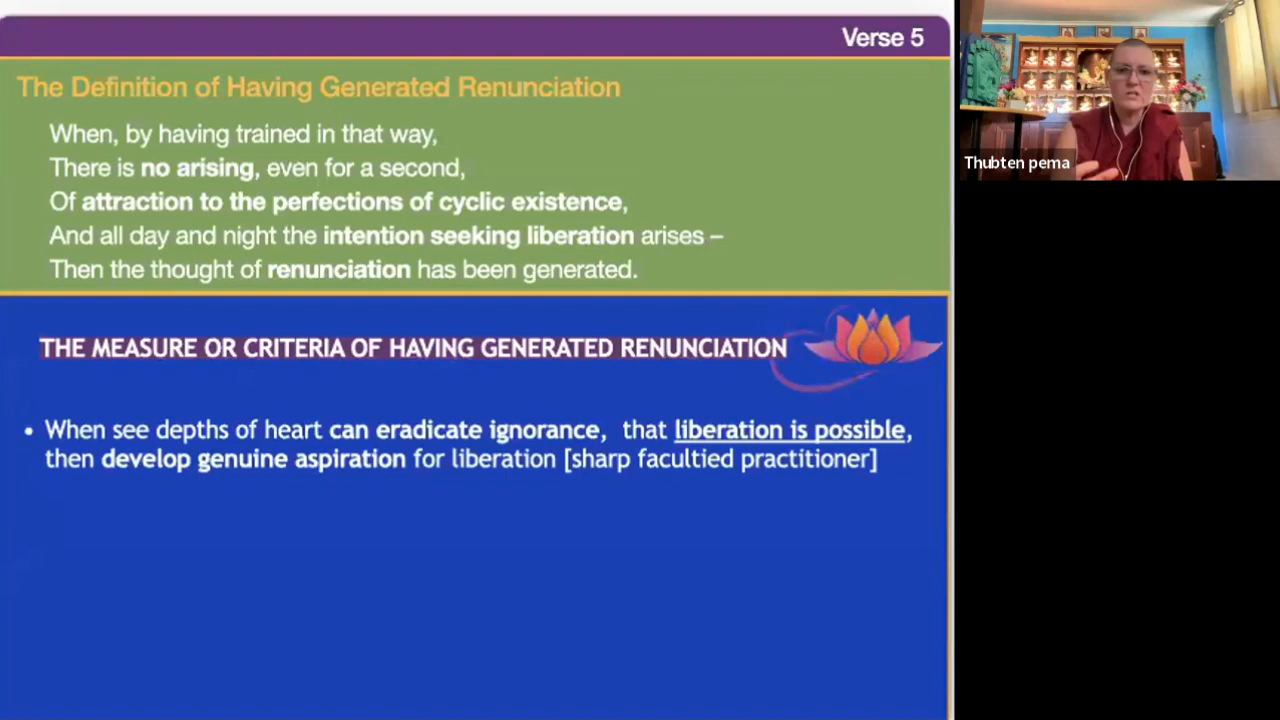 Verse 5
The Definition of Having Generated Renunciation
When, by having trained in that way,
There is no arising, even for a second,
Of attraction to the perfections of cyclic existence,
And all day and night the intention seeking liberation arises –
Then the thought of renunciation has been generated.
THE MEASURE OR CRITERIA OF HAVING GENERATED RENUNCIATION
• When see depths of heart can eradicate ignorance, that liberation is possible,
then develop genuine aspiration for liberation [sharp facultied practitioner]
Thubten pema